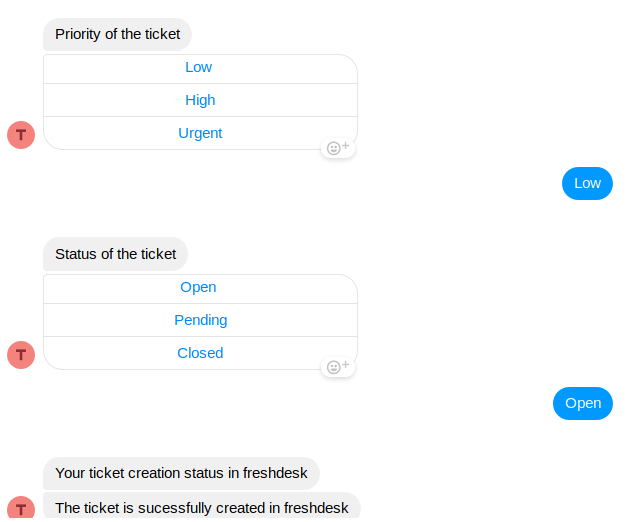 Priority of the ticket
Low
High
Urgent
T
Low
Status of the ticket
Open
Pending
Closed
T
Open
Your ticket creation status in freshdesk
The ticket is sucessfully created in freshdesk
T